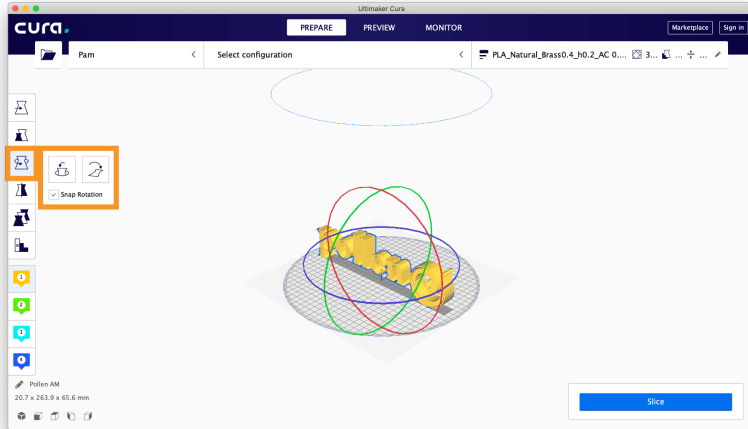 Ultimaker Cura
cura.
PREPARE
PREVIEW
MONITOR
Marketplace
Sign in
Pam
Select configuration
PLA_Natural_Brass0.4_h0.2_AC 0.... 3... ... ...
Snap Rotation
1
2
3
4
Pollen AM
20.7 x 263.9 x 65.6 mm
Slice